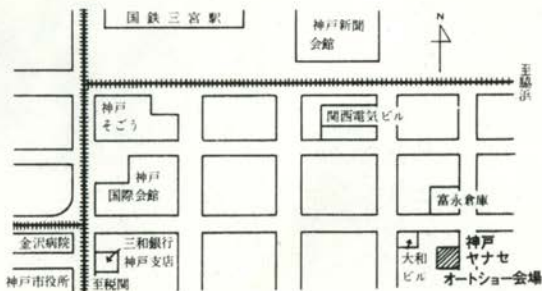 国鉄三宮駅
神戸新聞
会館
N
至脇浜
神戸
そごう
関西電気ビル
神戸
国際会館
富永倉庫
金沢病院
三和銀行
神戸支店
大和
ビル
神戸
ヤナセ
オートショー会場
神戸市役所
至税関